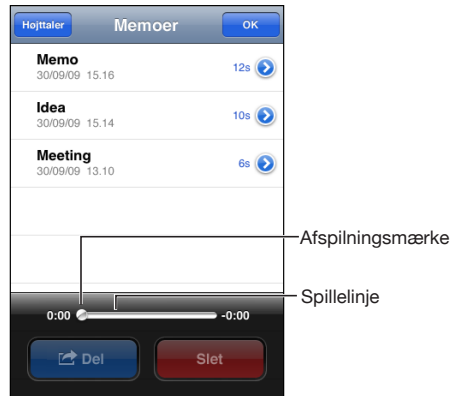 Højttaler Memoer OK
Memo
30/09/09 15.16 12s
Idea
30/09/09 15.14 10s
Meeting
30/09/09 13.10 6s
Afspilningsmærke
Spillelinje
0:00 -0:00
Del Slet